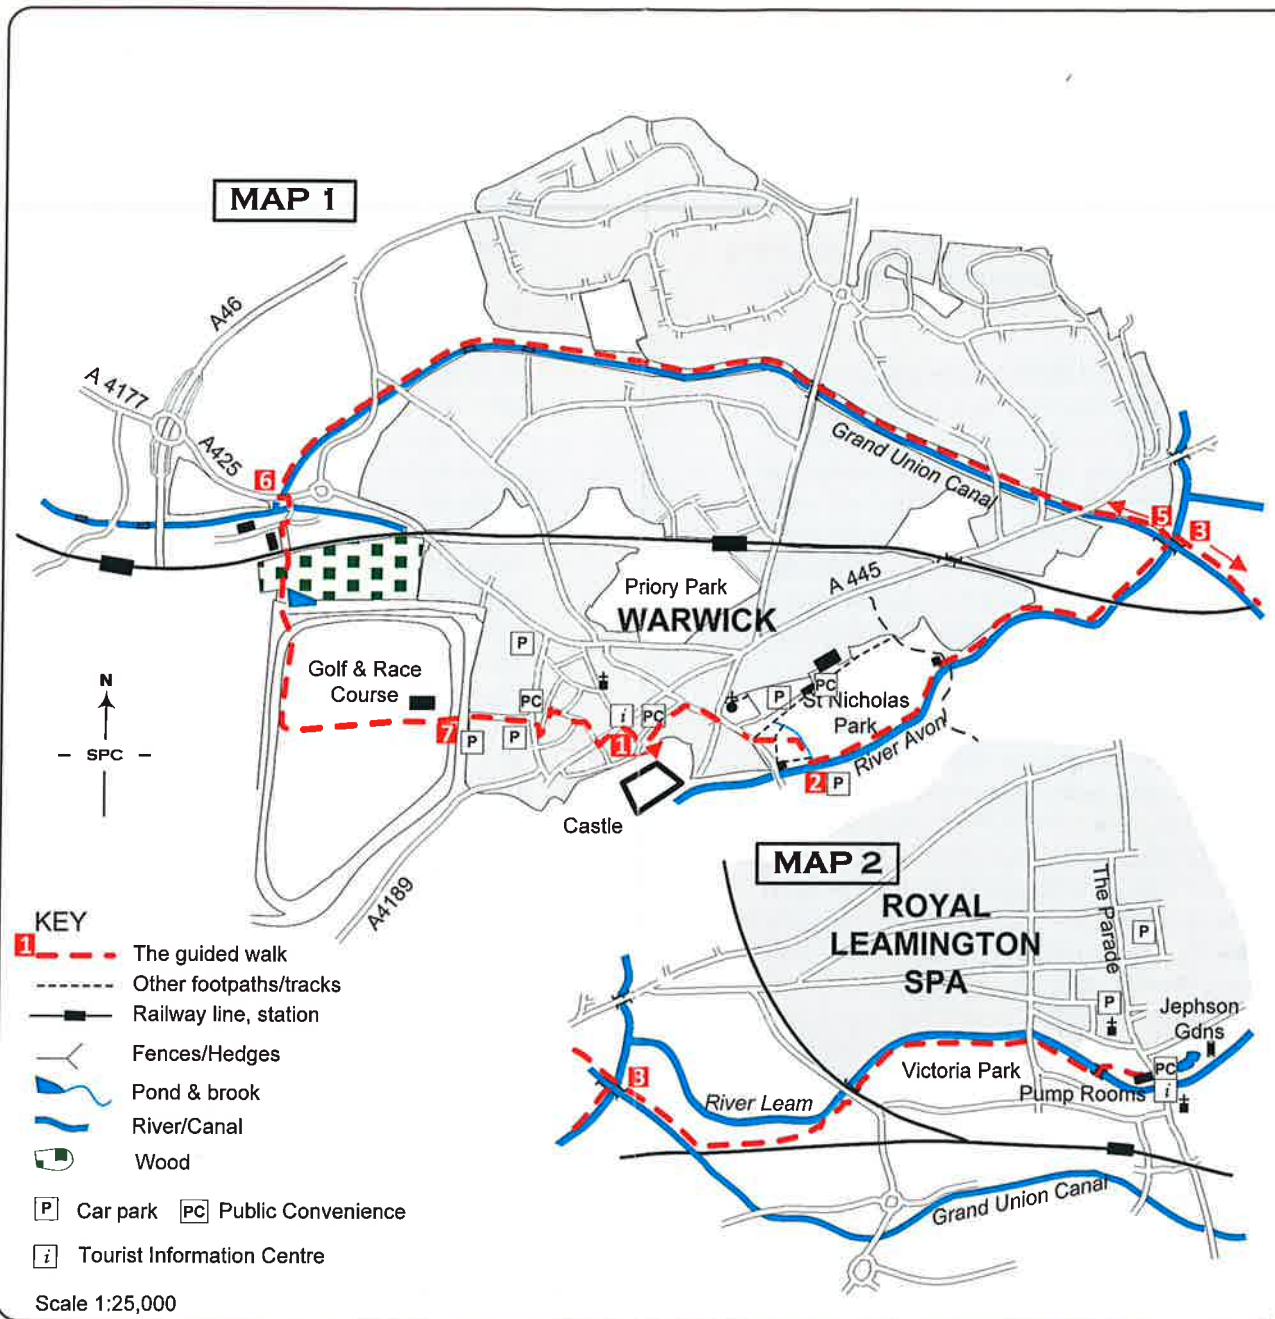 MAP 1
A46
A 4177
A425
6
Grand Union Canal
5
3
Priory Park
WARWICK
A 445
P
Golf & Race
Course
PC
i
PC
P
PC
St Nicholas
Park
7
P
P
1
River Avon
2
P
Castle
A4189
N
SPC
MAP 2
ROYAL
LEAMINGTON
SPA
The Parade
P
P
Jephson
Gdns
Victoria Park
PC
Pump Rooms
i
3
River Leam
Grand Union Canal
KEY
1
The guided walk
Other footpaths/tracks
Railway line, station
Fences/Hedges
Pond & brook
River/Canal
Wood
P Car park PC Public Convenience
i Tourist Information Centre
Scale 1:25,000